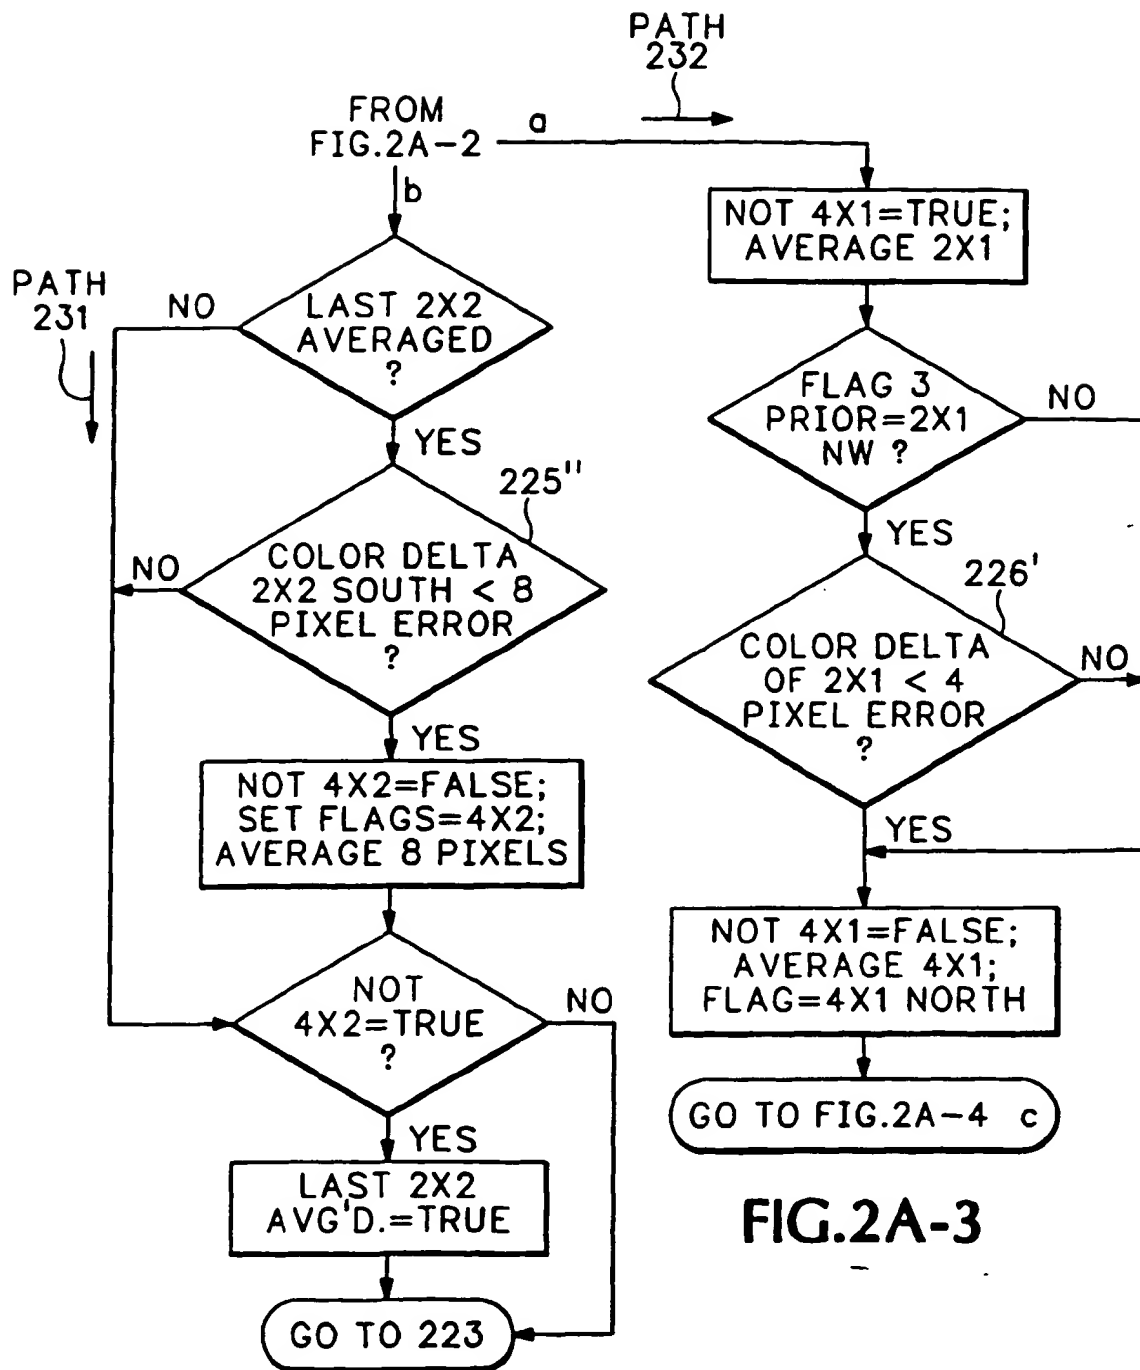 PATH
232
FROM
FIG.2A-2
a
b
NOT 4X1=TRUE;
AVERAGE 2X1
PATH
231
NO
LAST 2X2
AVERAGED
?
YES
FLAG 3
PRIOR=2X1
NW ?
NO
YES
225"
COLOR DELTA
2X2 SOUTH < 8
PIXEL ERROR
?
NO
YES
226'
COLOR DELTA
OF 2X1 < 4
PIXEL ERROR
?
NO
YES
NOT 4X2=FALSE;
SET FLAGS=4X2;
AVERAGE 8 PIXELS
NOT 4X1=FALSE;
AVERAGE 4X1;
FLAG=4X1 NORTH
NOT
4X2=TRUE
?
NO
YES
GO TO FIG.2A-4 c
LAST 2X2
AVG'D.=TRUE
GO TO 223
FIG.2A-3